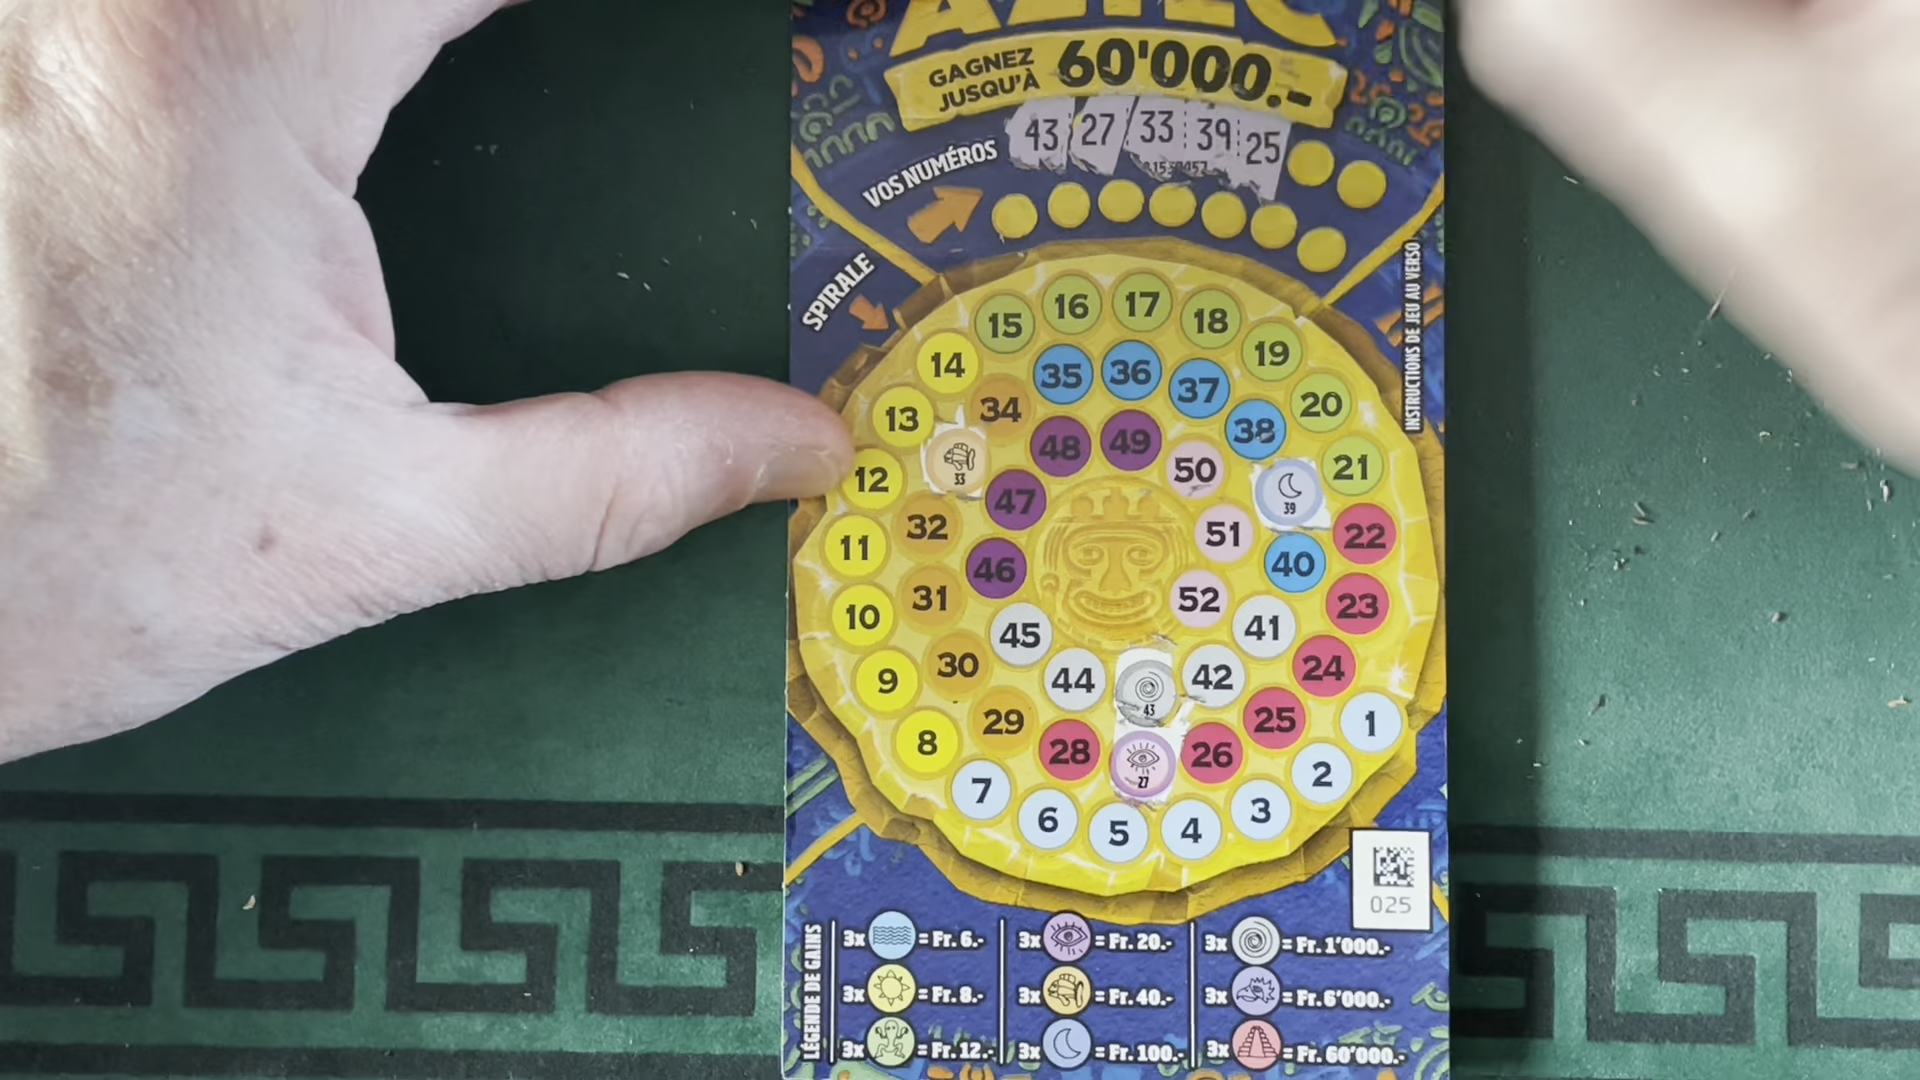 AZTEC
GAGNEZ
JUSQU'À
60'000.-
VOS NUMÉROS
43 27 33 39 25
SPIRALE
INSTRUCTIONS DE JEU AU VERSO
15 16 17 18 19
14 35 36 37 20
13 34 48 49 50 38 21
12 33 47 39
11 32 51 22
46 40
10 31 52 23
45 41
9 30 44 42 24
43
8 29 28 26 25 1
27
7 2
6 5 4 3
025
LÉGENDE DE GAINS
3x = Fr. 6.-
3x = Fr. 8.-
3x = Fr. 12.-
3x = Fr. 20.-
3x = Fr. 40.-
3x = Fr. 100.-
3x = Fr. 1'000.-
3x = Fr. 6'000.-
3x = Fr. 60'000.-